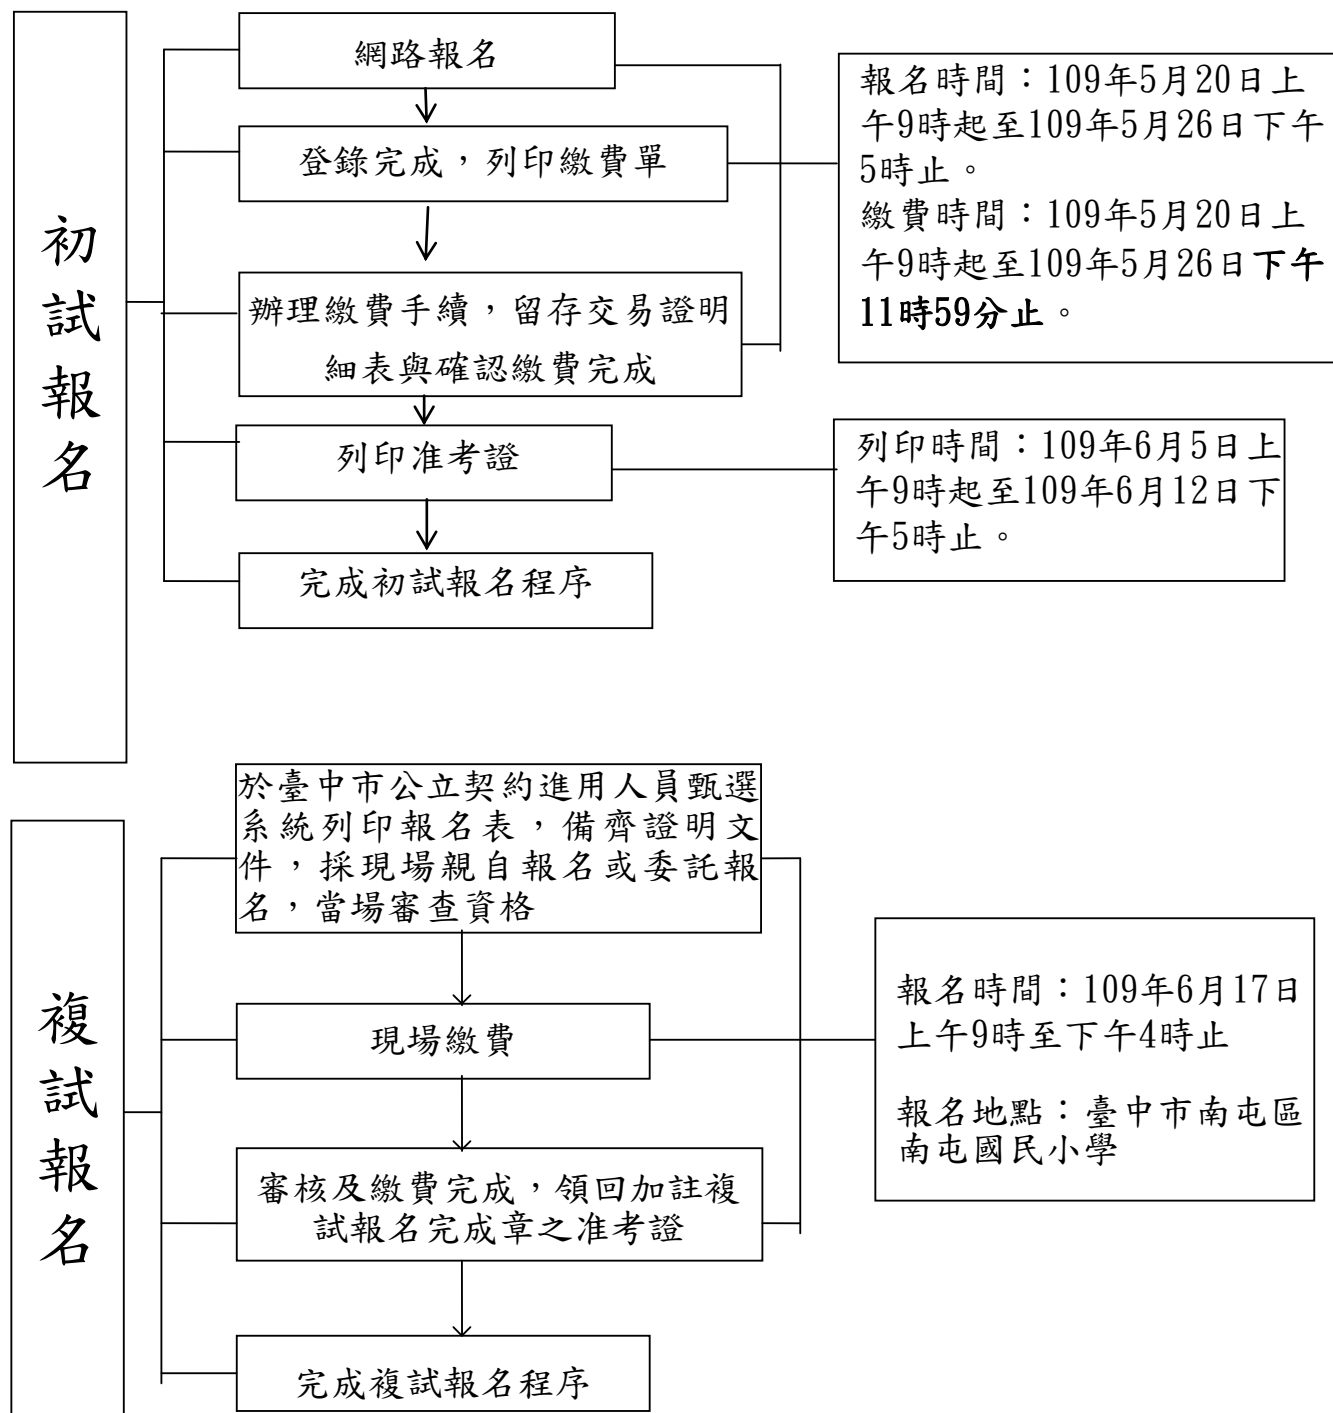 初試報名
網路報名
登錄完成，列印繳費單
辦理繳費手續，留存交易證明
細表與確認繳費完成
列印准考證
完成初試報名程序
報名時間：109年5月20日上
午9時起至109年5月26日下午
5時止。
繳費時間：109年5月20日上
午9時起至109年5月26日下午
11時59分止。
列印時間：109年6月5日上
午9時起至109年6月12日下
午5時止。
複試報名
於臺中市公立契約進用人員甄選
系統列印報名表，備齊證明文
件，採現場親自報名或委託報
名，當場審查資格
現場繳費
審核及繳費完成，領回加註複
試報名完成章之准考證
完成複試報名程序
報名時間：109年6月17日
上午9時至下午4時止
報名地點：臺中市南屯區
南屯國民小學